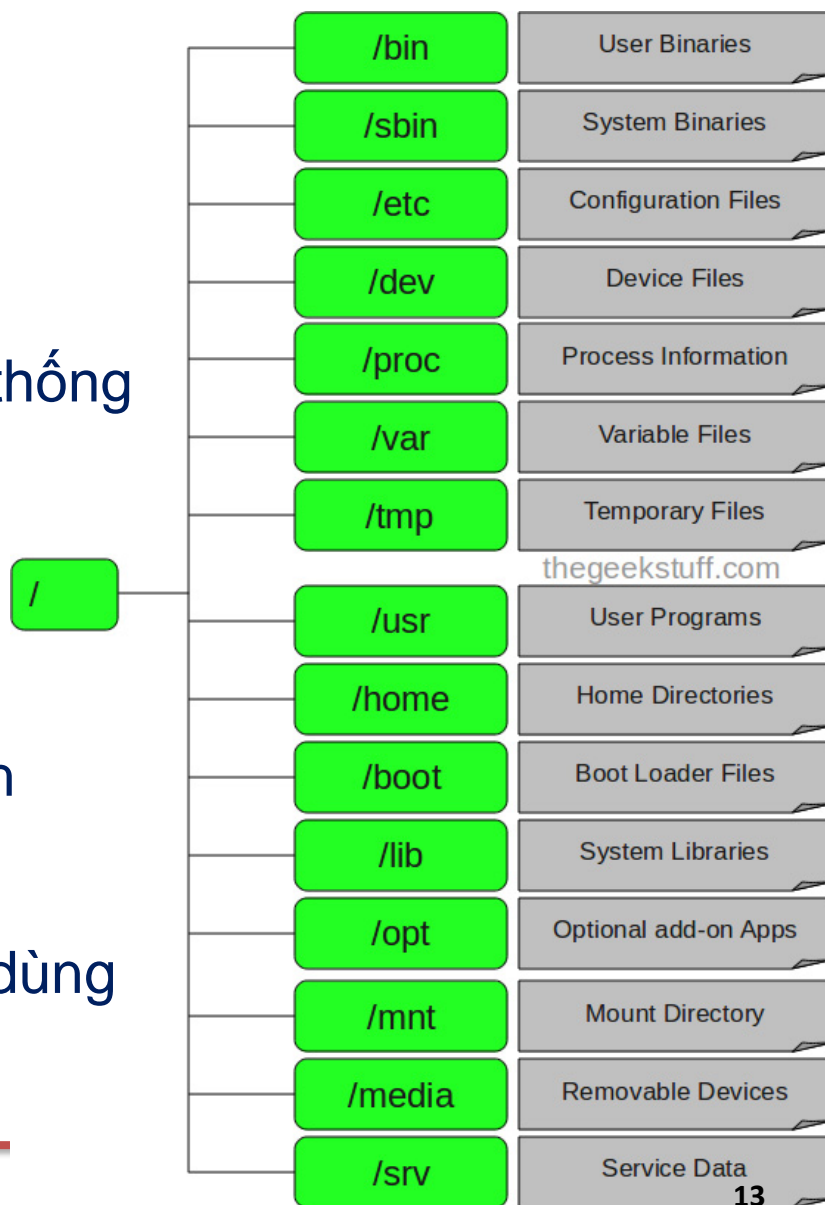 /bin User Binaries
/sbin System Binaries
/etc Configuration Files
/dev Device Files
/proc Process Information
thống
/var Variable Files
/tmp Temporary Files
thegeekstuff.com
/
/usr User Programs
/home Home Directories
/boot Boot Loader Files
/lib System Libraries
/opt Optional add-on Apps
dùng
/mnt Mount Directory
/media Removable Devices
/srv Service Data
13